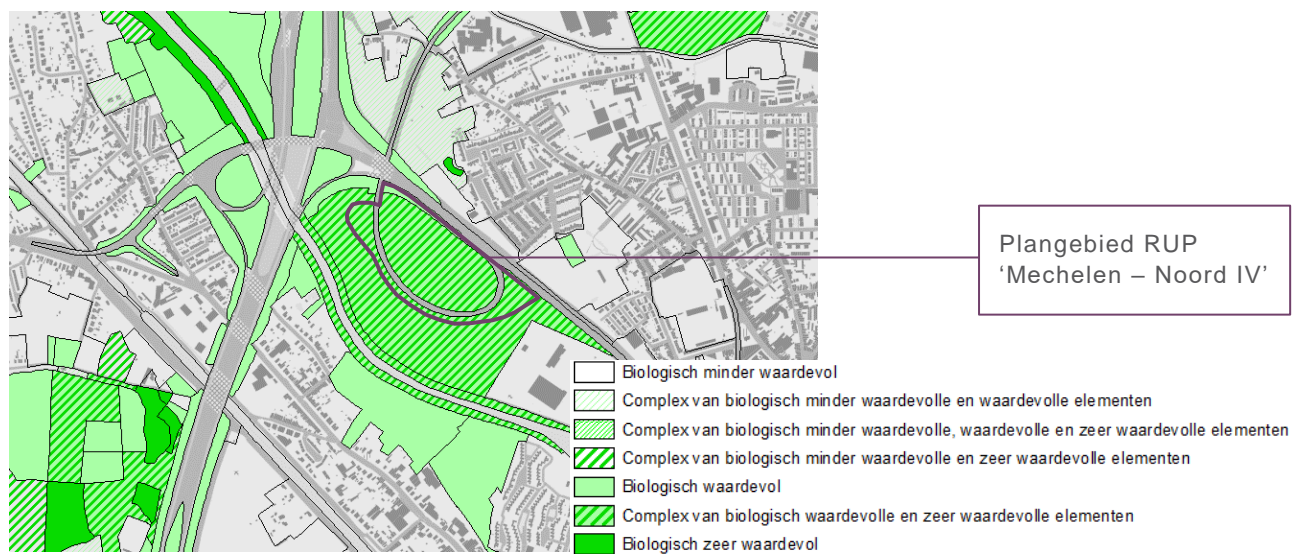 Plangebied RUP
‘Mechelen – Noord IV’
Biologisch minder waardevol
Complex van biologisch minder waardevolle en waardevolle elementen
Complex van biologisch minder waardevolle, waardevolle en zeer waardevolle elementen
Complex van biologisch minder waardevolle en zeer waardevolle elementen
Biologisch waardevol
Complex van biologisch waardevolle en zeer waardevolle elementen
Biologisch zeer waardevol